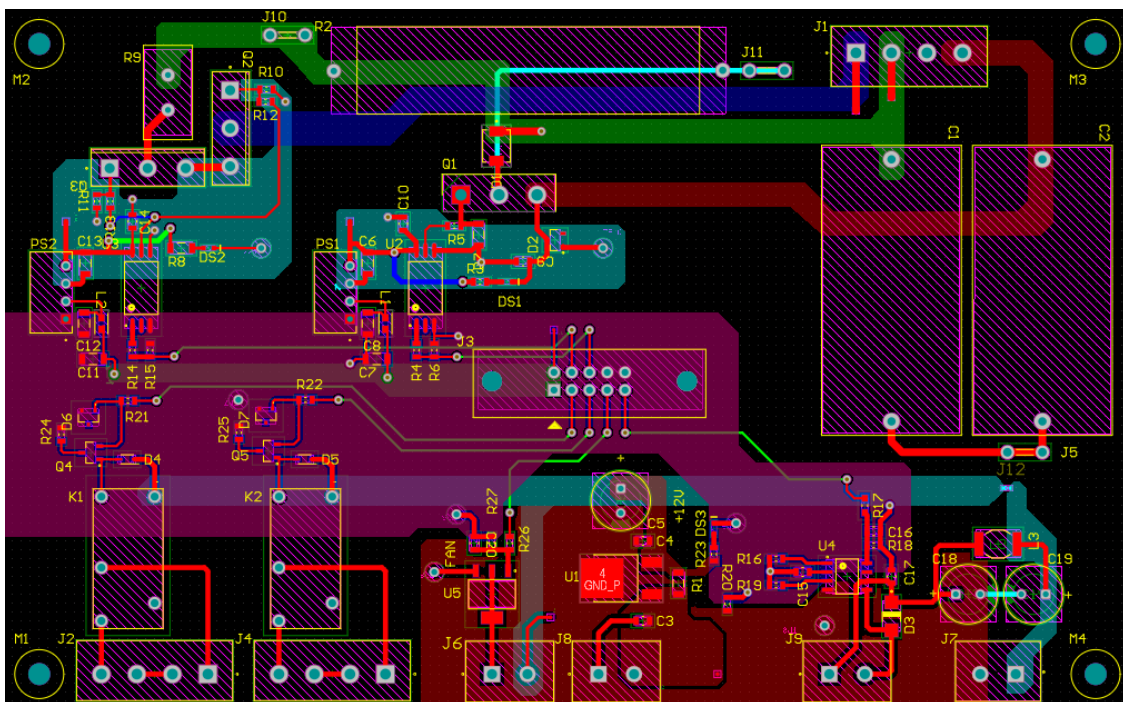 J10
R2
J1
M2
R9
Q2
J11
M3
R10
R12
C1
C2
Q1
D1
R11
C14
C10
R5
D2
C9
PS2
C13
U3
R8
DS2
PS1
C6
U2
R3
DS1
L2
L1
C12
C8
J3
C11
R14
R15
C7
R4
R6
R22
R21
R24
D6
R25
D7
Q4
D4
Q5
D5
J5
J12
K1
K2
R27
+
+12V
DS3
R17
C5
C4
R26
D20
FAN
R23
R16
U4
C16
R18
L3
U1
4
GND_P
R1
R20
R19
C15
C17
C18
C19
+
+
U5
C3
D3
M1
J2
J4
J6
J8
J9
J7
M4